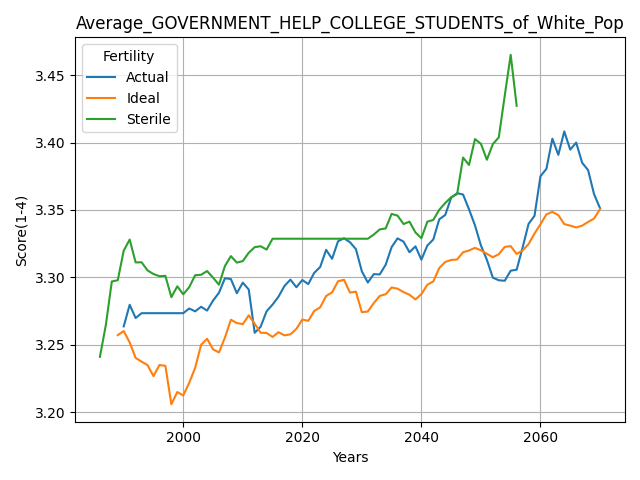 Average_GOVERNMENT_HELP_COLLEGE_STUDENTS_of_White_Pop
Fertility
Actual
Ideal
Sterile
Score(1-4)
3.45
3.40
3.35
3.30
3.25
3.20
2000
2020
2040
2060
Years